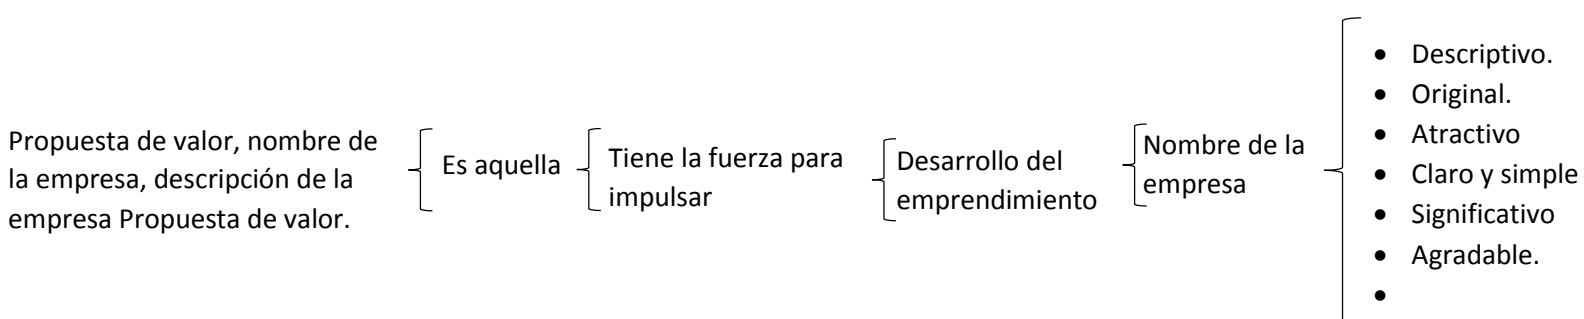 Propuesta de valor, nombre de
la empresa, descripción de la
empresa Propuesta de valor.
Es aquella
Tiene la fuerza para
impulsar
Desarrollo del
emprendimiento
Nombre de la
empresa
• Descriptivo.
• Original.
• Atractivo
• Claro y simple
• Significativo
• Agradable.
•